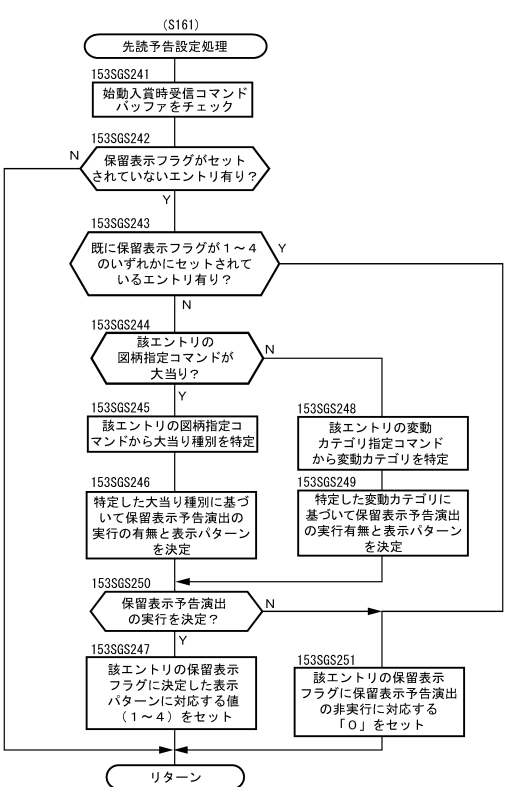 (S161)
先読予告設定処理
153SGS241
始動入賞時受信コマンド
バッファをチェック
153SGS242
保留表示フラグがセット
されていないエントリ有り？
N
Y
153SGS243
既に保留表示フラグが１～４
のいずれかにセットされて
いるエントリ有り？
Y
N
153SGS244
該エントリの
図柄指定コマンドが
大当り？
N
Y
153SGS245
該エントリの図柄指定コ
マンドから大当り種別を特定
153SGS248
該エントリの変動
カテゴリ指定コマンド
から変動カテゴリを特定
153SGS246
特定した大当り種別に基づ
いて保留表示予告演出の
実行の有無と表示パターン
を決定
153SGS249
特定した変動カテゴリに
基づいて保留表示予告演出
の実行有無と表示パターン
を決定
153SGS250
保留表示予告演出
の実行を決定？
N
Y
153SGS247
該エントリの保留表示
フラグに決定した表示
パターンに対応する値
（１～４）をセット
153SGS251
該エントリの保留表示
フラグに保留表示予告演出
の非実行に対応する
「０」をセット
リターン